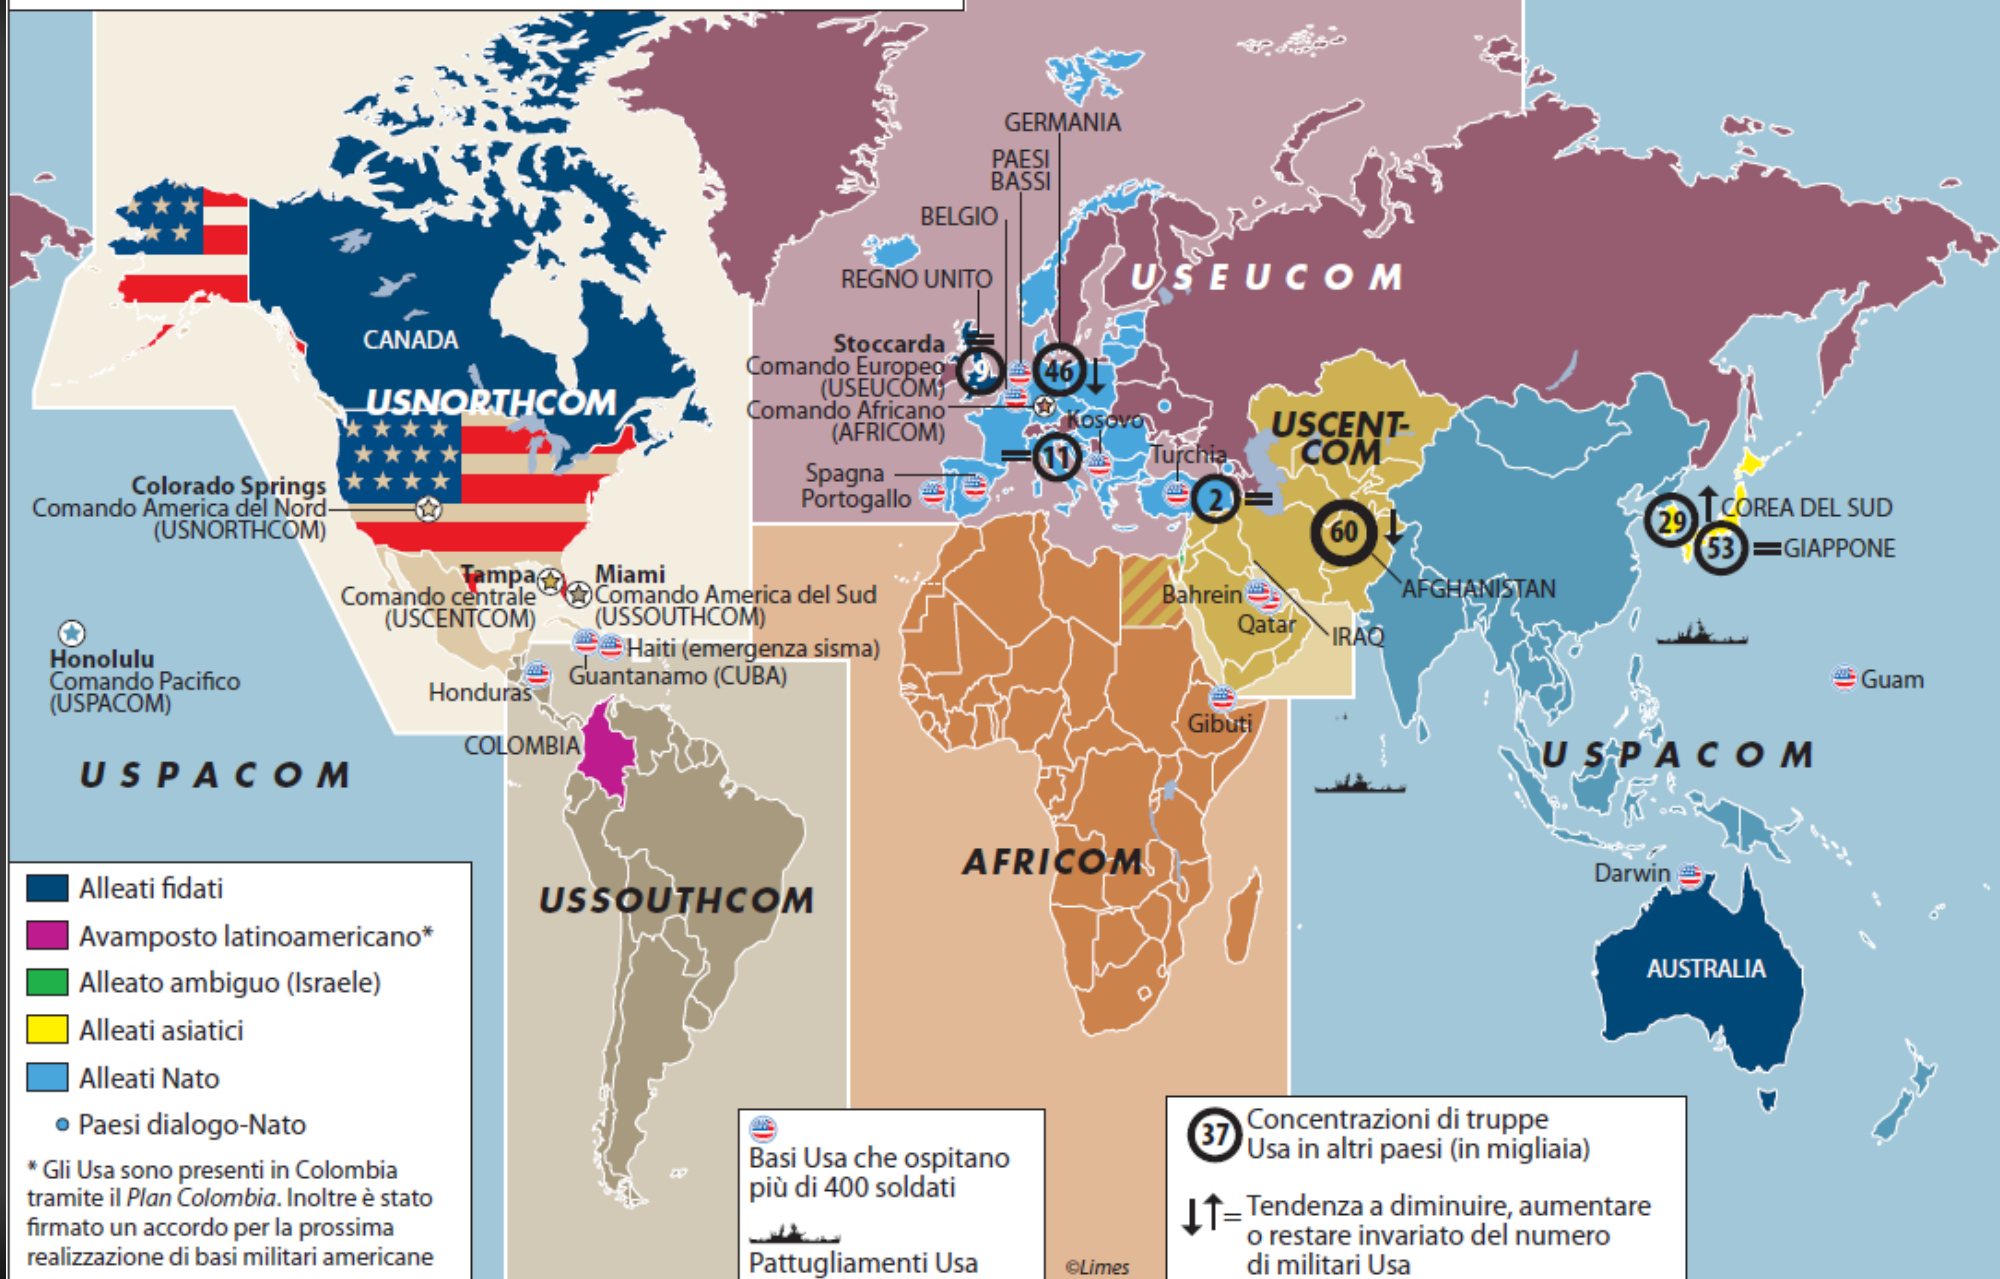 GERMANIA
PAESI
BASSI
BELGIO
REGNO UNITO
USEUCOM
CANADA
USNORTHCOM
Stoccarda
Comando Europeo
(USEUCOM)
Comando Africano
(AFRICOM)
9
46
11
2
60
29
53
Kosovo
Turchia
Spagna
Portogallo
USCENT-
COM
COREA DEL SUD
GIAPPONE
AFGHANISTAN
IRAQ
Bahrein
Qatar
Colorado Springs
Comando America del Nord
(USNORTHCOM)
Tampa
Comando centrale
(USCENTCOM)
Miami
Comando America del Sud
(USSOUTHCOM)
Haiti (emergenza sisma)
Guantanamo (CUBA)
Honduras
COLOMBIA
Honolulu
Comando Pacifico
(USPACOM)
USPACOM
Gibuti
Guam
USPACOM
AFRICOM
USSOUTHCOM
Darwin
AUSTRALIA
Alleati fidati
Avamposto latinoamericano*
Alleato ambiguo (Israele)
Alleati asiatici
Alleati Nato
Paesi dialogo-Nato
* Gli Usa sono presenti in Colombia
tramite il Plan Colombia. Inoltre è stato
firmato un accordo per la prossima
realizzazione di basi militari americane
Basi Usa che ospitano
più di 400 soldati
Pattugliamenti Usa
©Limes
37
Concentrazioni di truppe
Usa in altri paesi (in migliaia)
↓↑= Tendenza a diminuire, aumentare
o restare invariato del numero
di militari Usa